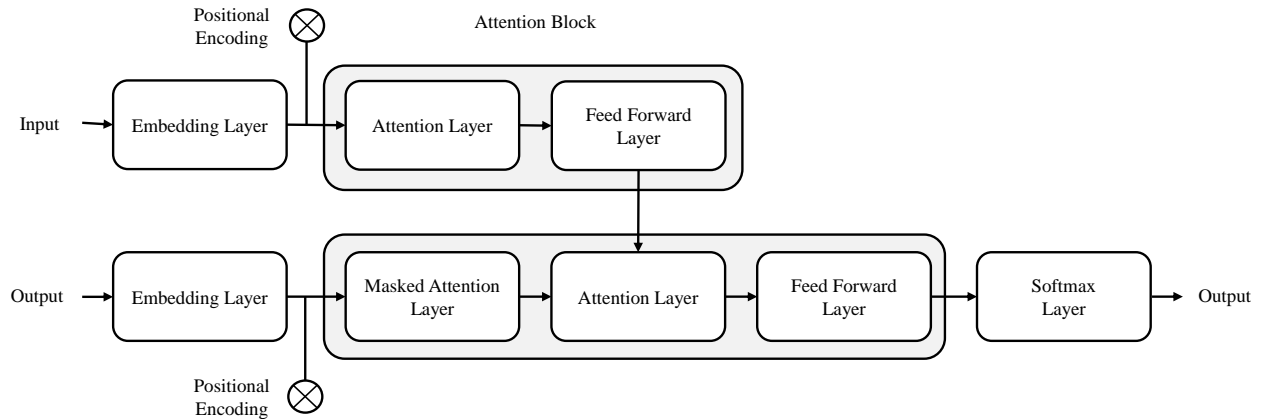 Positional
Encoding
Attention Block
Input
Embedding Layer
Attention Layer
Feed Forward
Layer
Output
Embedding Layer
Masked Attention
Layer
Attention Layer
Feed Forward
Layer
Softmax
Layer
Output
Positional
Encoding